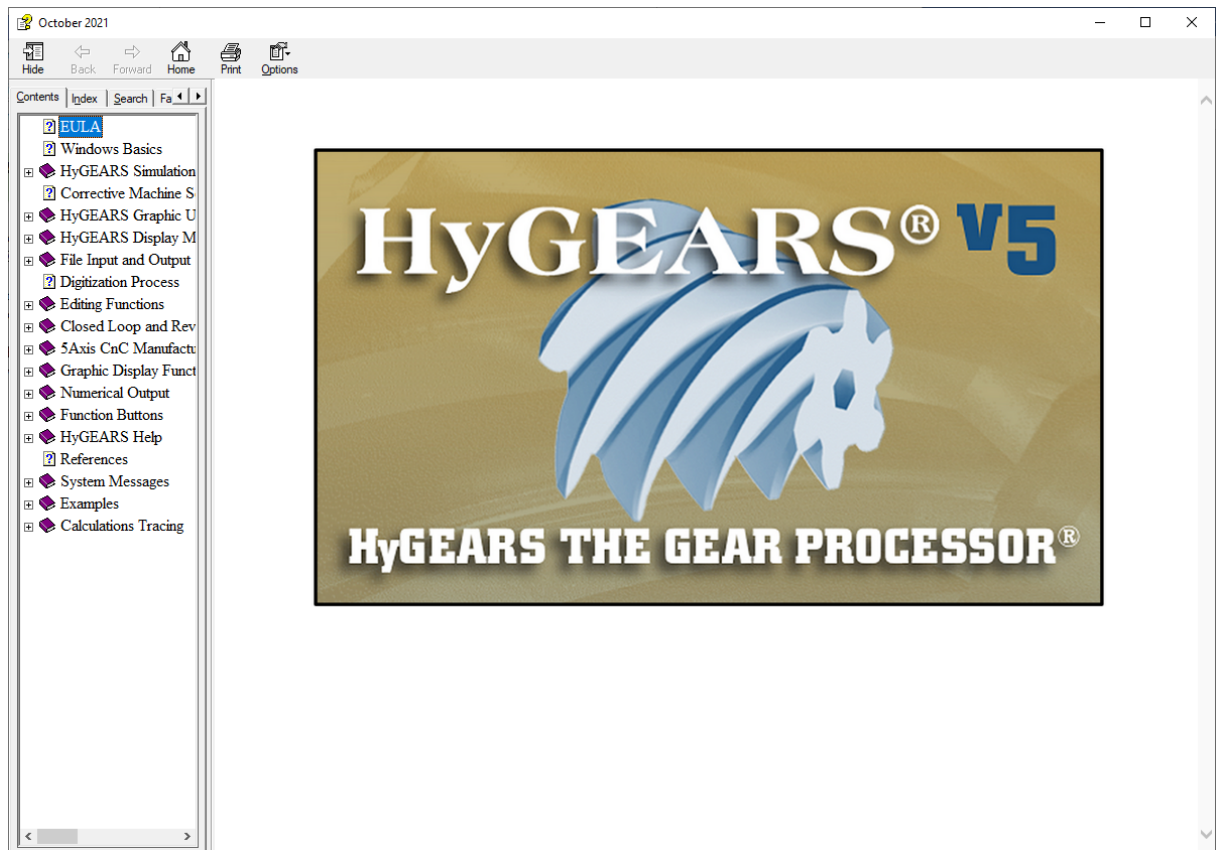 October 2021
Hide Back Forward Home Print Options
Contents Index Search Fa
EULA
Windows Basics
HyGEARS Simulation
Corrective Machine S
HyGEARS Graphic U
HyGEARS Display M
File Input and Output
Digitization Process
Editing Functions
Closed Loop and Rev
5Axis CnC Manufactu
Graphic Display Funct
Numerical Output
Function Buttons
HyGEARS Help
References
System Messages
Examples
Calculations Tracing
HyGEARS® V5
HyGEARS THE GEAR PROCESSOR®